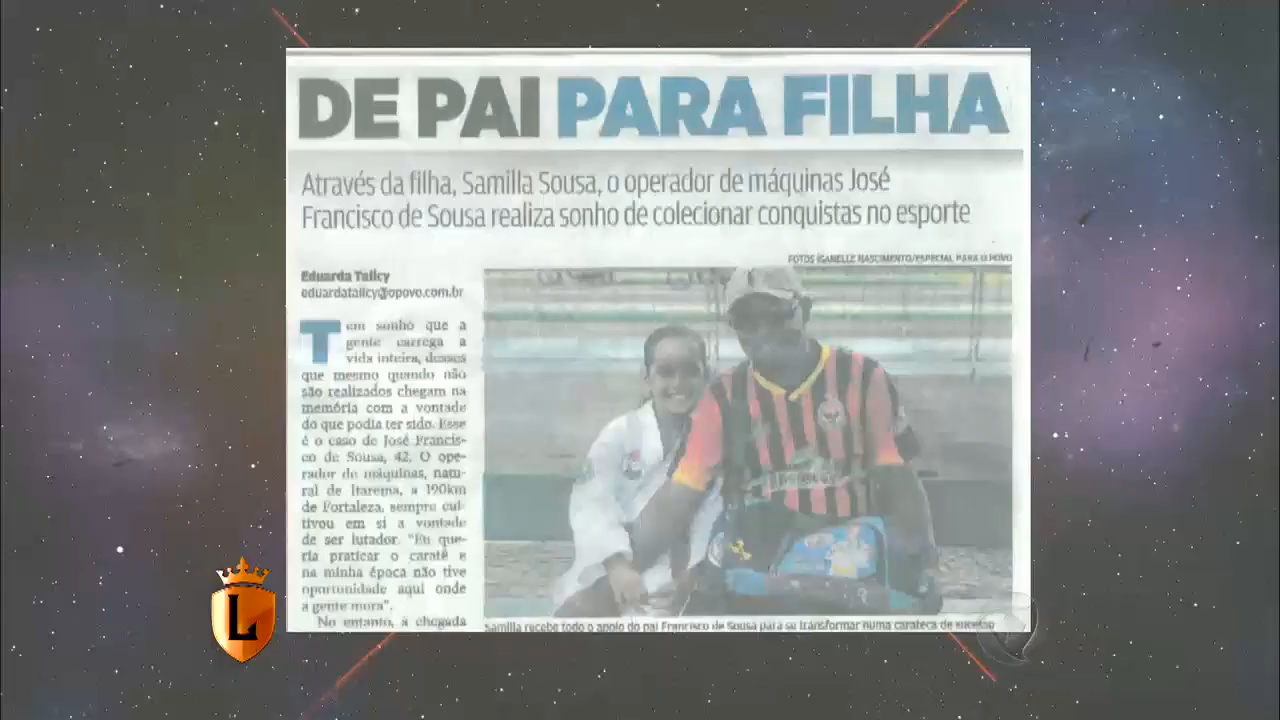 DE PAI PARA FILHA
Através da filha, Samilla Sousa, o operador de máquinas José
Francisco de Sousa realiza sonho de colecionar conquistas no esporte
FOTOS ISANELLE NASCIMENTO/ESPECIAL PARA O POVO
Eduarda Talicy
eduardatalicy@opovo.com.br
Tem sonho que a
gente carrega a
vida inteira, desses
que mesmo quando não
são realizados chegam na
memória com a vontade
do que podia ter sido. Esse
é o caso de José Francis-
co de Sousa, 42. O ope-
rador de máquinas, natu-
ral de Itarema, a 190km
de Fortaleza, sempre cul-
tivou em si a vontade
de ser lutador. "Eu que-
ria praticar o caratê e
na minha época não tive
oportunidade aqui onde
a gente mora".
No entanto, a chegada
Samilla recebe todo o apoio do pai Francisco de Sousa para se transformar numa carateca de sucesso
L